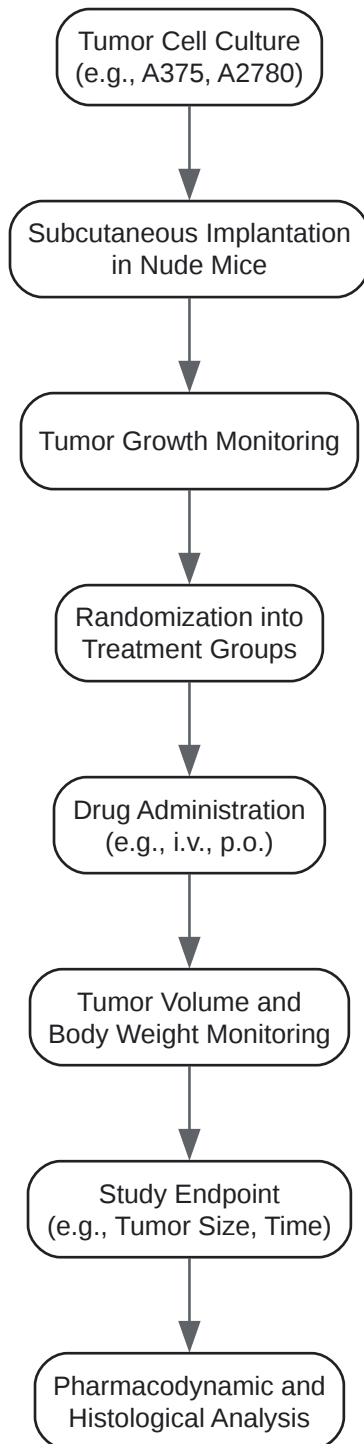 Tumor Cell Culture
(e.g., A375, A2780)
Subcutaneous Implantation
in Nude Mice
Tumor Growth Monitoring
Randomization into
Treatment Groups
Drug Administration
(e.g., i.v., p.o.)
Tumor Volume and
Body Weight Monitoring
Study Endpoint
(e.g., Tumor Size, Time)
Pharmacodynamic and
Histological Analysis